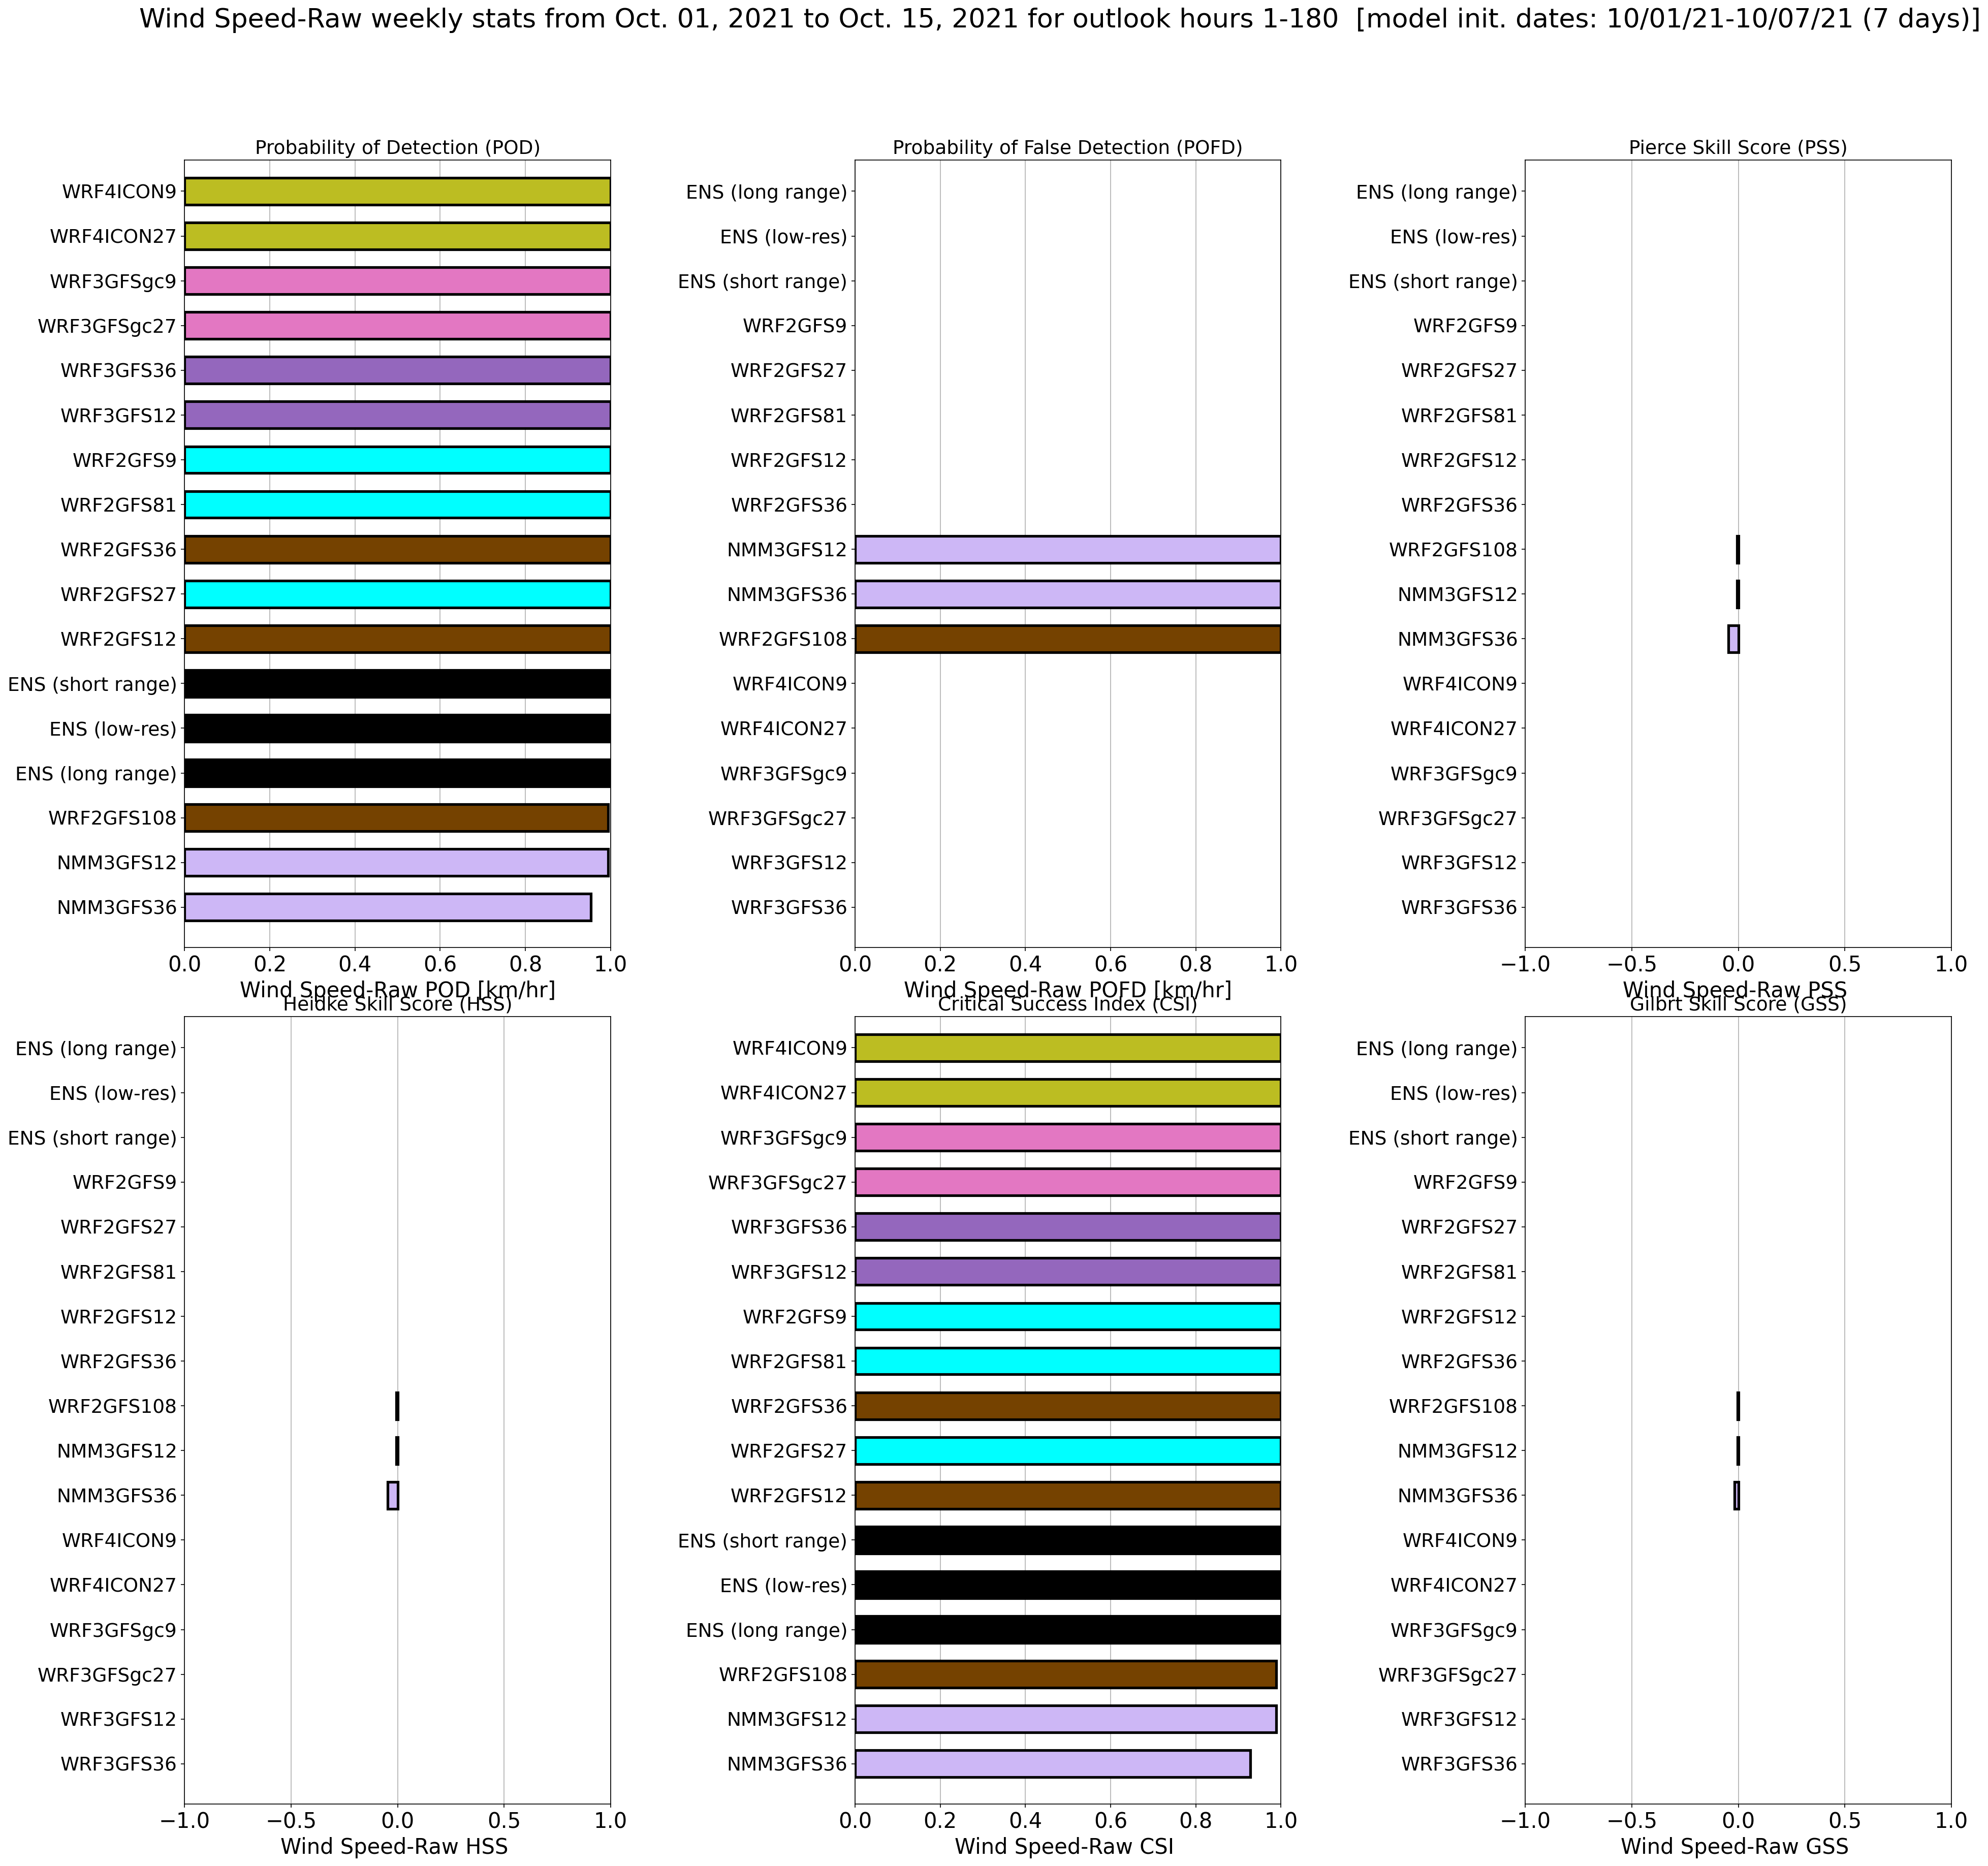 Wind Speed-Raw weekly stats from Oct. 01, 2021 to Oct. 15, 2021 for outlook hours 1-180  [model init. dates: 10/01/21-10/07/21 (7 days)]
Probability of Detection (POD)
WRF4ICON9
WRF4ICON27
WRF3GFSgc9
WRF3GFSgc27
WRF3GFS36
WRF3GFS12
WRF2GFS9
WRF2GFS81
WRF2GFS36
WRF2GFS27
WRF2GFS12
ENS (short range)
ENS (low-res)
ENS (long range)
WRF2GFS108
NMM3GFS12
NMM3GFS36
0.0 0.2 0.4 0.6 0.8 1.0
Wind Speed-Raw POD [km/hr]
Probability of False Detection (POFD)
ENS (long range)
ENS (low-res)
ENS (short range)
WRF2GFS9
WRF2GFS27
WRF2GFS81
WRF2GFS12
WRF2GFS36
NMM3GFS12
NMM3GFS36
WRF2GFS108
WRF4ICON9
WRF4ICON27
WRF3GFSgc9
WRF3GFSgc27
WRF3GFS12
WRF3GFS36
0.0 0.2 0.4 0.6 0.8 1.0
Wind Speed-Raw POFD [km/hr]
Pierce Skill Score (PSS)
ENS (long range)
ENS (low-res)
ENS (short range)
WRF2GFS9
WRF2GFS27
WRF2GFS81
WRF2GFS12
WRF2GFS36
WRF2GFS108
NMM3GFS12
NMM3GFS36
WRF4ICON9
WRF4ICON27
WRF3GFSgc9
WRF3GFSgc27
WRF3GFS12
WRF3GFS36
−1.0 −0.5 0.0 0.5 1.0
Wind Speed-Raw PSS
Heidke Skill Score (HSS)
ENS (long range)
ENS (low-res)
ENS (short range)
WRF2GFS9
WRF2GFS27
WRF2GFS81
WRF2GFS12
WRF2GFS36
WRF2GFS108
NMM3GFS12
NMM3GFS36
WRF4ICON9
WRF4ICON27
WRF3GFSgc9
WRF3GFSgc27
WRF3GFS12
WRF3GFS36
−1.0 −0.5 0.0 0.5 1.0
Wind Speed-Raw HSS
Critical Success Index (CSI)
WRF4ICON9
WRF4ICON27
WRF3GFSgc9
WRF3GFSgc27
WRF3GFS36
WRF3GFS12
WRF2GFS9
WRF2GFS81
WRF2GFS36
WRF2GFS27
WRF2GFS12
ENS (short range)
ENS (low-res)
ENS (long range)
WRF2GFS108
NMM3GFS12
NMM3GFS36
0.0 0.2 0.4 0.6 0.8 1.0
Wind Speed-Raw CSI
Gilbrt Skill Score (GSS)
ENS (long range)
ENS (low-res)
ENS (short range)
WRF2GFS9
WRF2GFS27
WRF2GFS81
WRF2GFS12
WRF2GFS36
WRF2GFS108
NMM3GFS12
NMM3GFS36
WRF4ICON9
WRF4ICON27
WRF3GFSgc9
WRF3GFSgc27
WRF3GFS12
WRF3GFS36
−1.0 −0.5 0.0 0.5 1.0
Wind Speed-Raw GSS